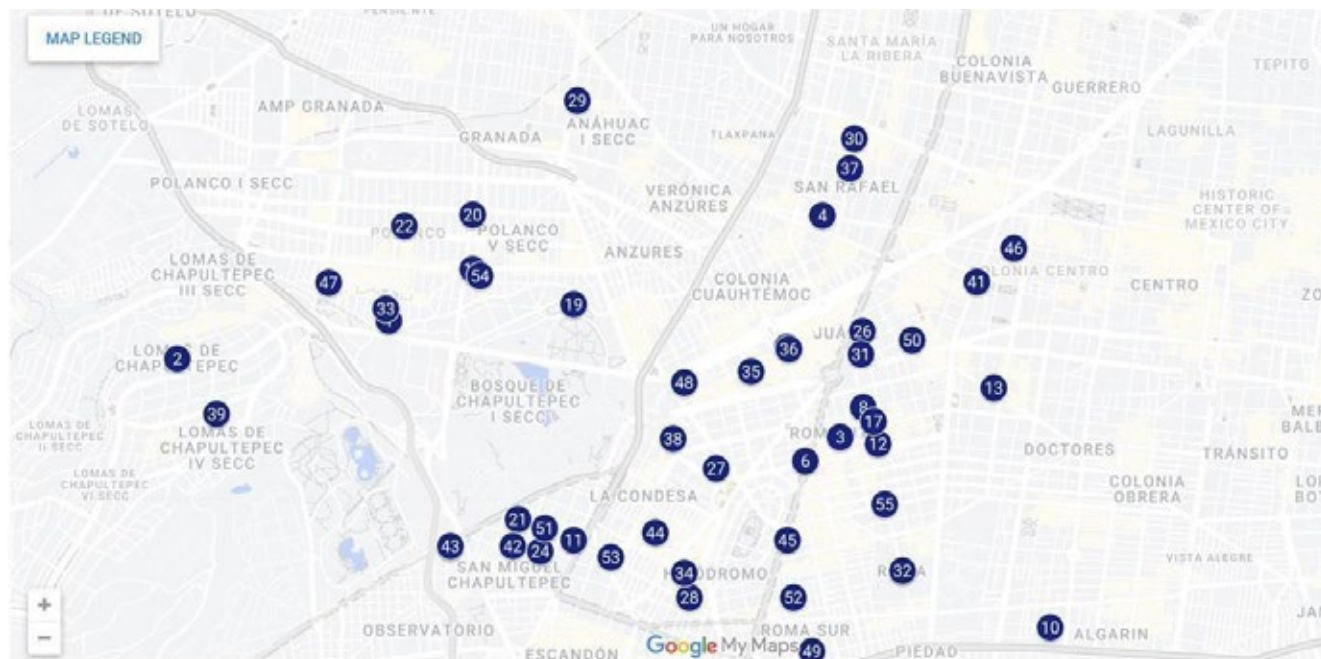 DE SOTELO
PENSIENTE
MAP LEGEND
UN HOGAR
PARA NOSOTROS
SANTA MARÍA
LA RIBERA
COLONIA
BUENAVISTA
TEPITO
GUERRERO
LOMAS
DE SOTELO
AMP GRANADA
29
ANÁHUAC
I SECC
GRANADA
TLAXPANA
30
LAGUNILLA
37
SAN RAFAEL
POLANCO I SECC
VERÓNICA
ANZURES
HISTORIC
CENTER OF
MEXICO CITY
20
22
4
POLANCO
V SECC
ANZURES
46
LOMAS DE
CHAPULTEPEC
III SECC
54
COLONIA CENTRO
47
COLONIA
CUAUHTÉMOC
41
CENTRO
19
33
26
50
36
31
2
LOMAS DE
CHAPULTEPEC
35
48
BOSQUE DE
CHAPULTEPEC
I SECC
13
39
8
17
LOMAS DE
CHAPULTEPEC
II SECC
LOMAS DE
CHAPULTEPEC
IV SECC
38
3
12
DOCTORES
TRÁNSITO
6
27
LOMAS DE
CHAPULTEPEC
VI SECC
COLONIA
OBRERA
LA CONDESA
55
21
51
44
11
45
43
42
24
53
VISTA ALEGRE
SAN MIGUEL
CHAPULTEPEC
34
HIPÓDROMO
32
28
52
+
−
OBSERVATORIO
10
ALGARIN
ROMA SUR
Google My Maps
49
ESCANDÓN
PIEDAD